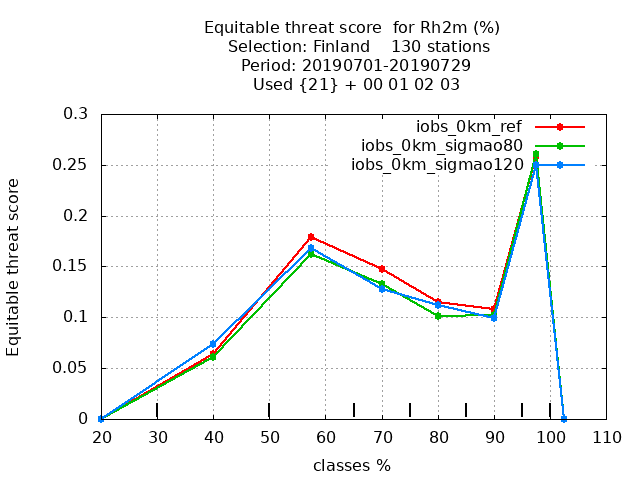 Equitable threat score  for Rh2m (%)
Selection: Finland    130 stations
Period: 20190701-20190729
Used {21} + 00 01 02 03
0.3
0.25
0.2
0.15
0.1
0.05
0
Equitable threat score
iobs_0km_ref
iobs_0km_sigmao80
iobs_0km_sigmao120
20 30 40 50 60 70 80 90 100 110
classes %